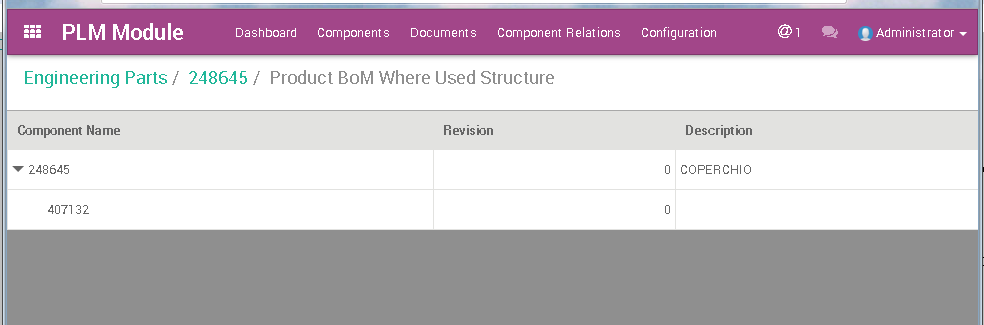 PLM Module Dashboard Components Documents Component Relations Configuration @1 Administrator
Engineering Parts / 248645 / Product BoM Where Used Structure
Component Name Revision Description
248645 0 COPERCHIO
407132 0